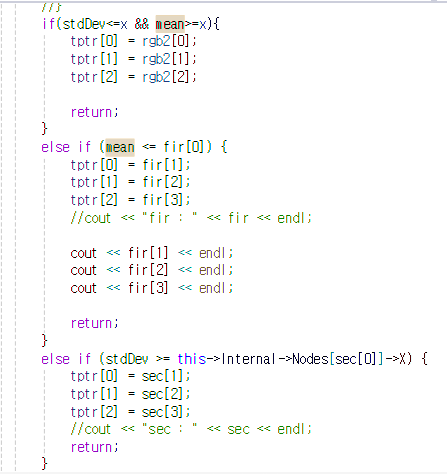 //}
if(stdDev<=x && mean>=x){
tptr[0] = rgb2[0];
tptr[1] = rgb2[1];
tptr[2] = rgb2[2];
return;
}
else if (mean <= fir[0]) {
tptr[0] = fir[1];
tptr[1] = fir[2];
tptr[2] = fir[3];
//cout << "fir : " << fir << endl;
cout << fir[1] << endl;
cout << fir[2] << endl;
cout << fir[3] << endl;
return;
}
else if (stdDev >= this->Internal->Nodes[sec[0]]->X) {
tptr[0] = sec[1];
tptr[1] = sec[2];
tptr[2] = sec[3];
//cout << "sec : " << sec << endl;
return;
}